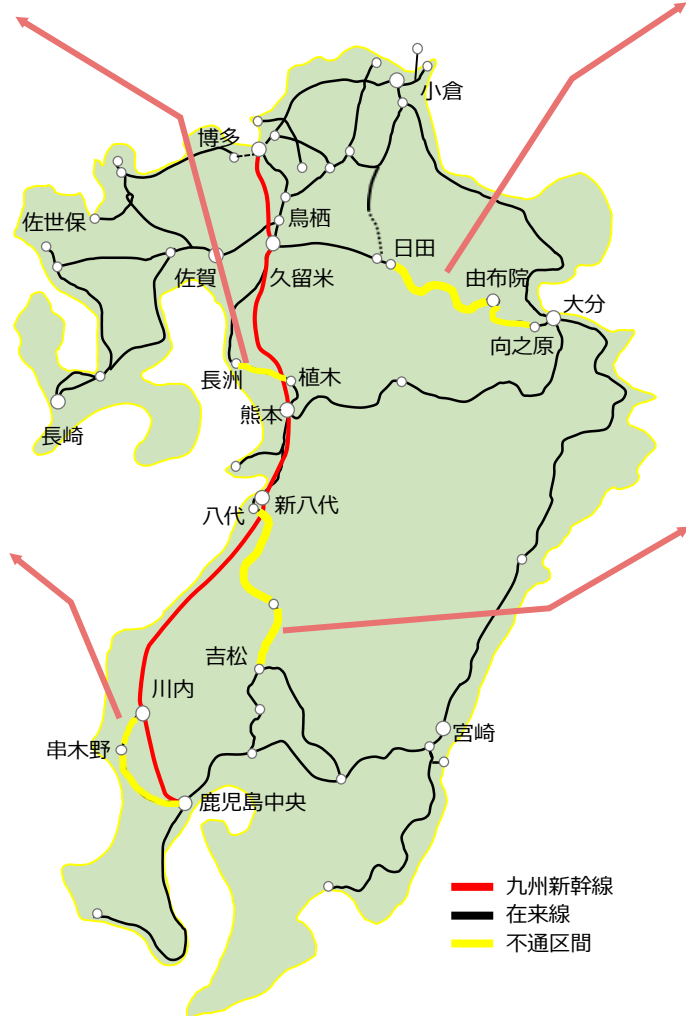 小倉
博多
鳥栖
佐世保
日田
佐賀
久留米
由布院
大分
向之原
長洲
植木
熊本
長崎
八代
新八代
吉松
川内
宮崎
串木野
鹿児島中央
九州新幹線
在来線
不通区間